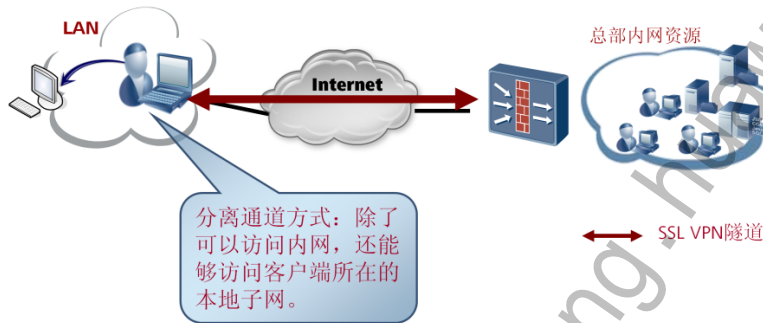 LAN
总部内网资源
Internet
分离通道方式：除了
可以访问内网，还能
够访问客户端所在的
本地子网。
SSL VPN隧道